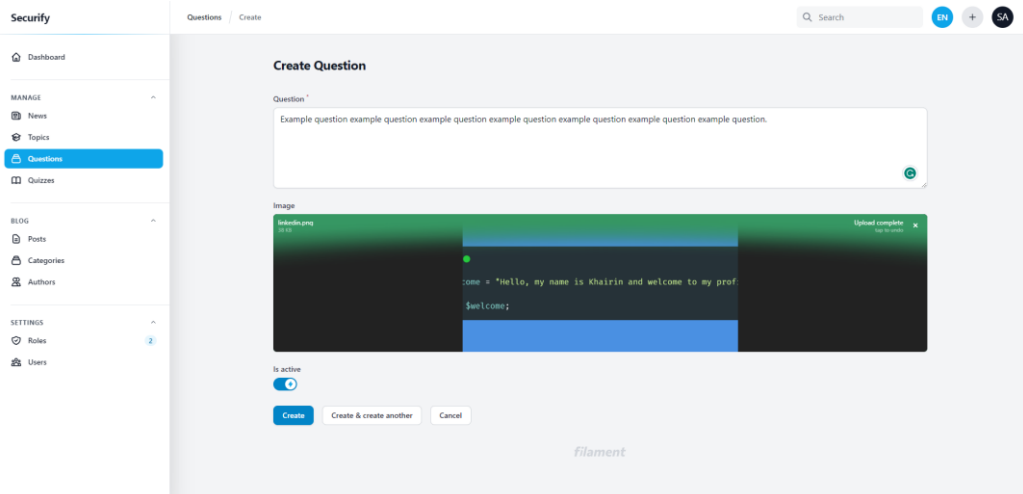 Securify
Questions
Create
Search
EN
+
SA
Dashboard
MANAGE
News
Topics
Questions
Quizzes
BLOG
Posts
Categories
Authors
SETTINGS
Roles
2
Users
Create Question
Question *
Example question example question example question example question example question example question example question.
Image
linkedin.png
Upload complete
tap to undo
come = "Hello, my name is Khairin and welcome to my prof
$welcome;
Is active
Create
Create & create another
Cancel
filament